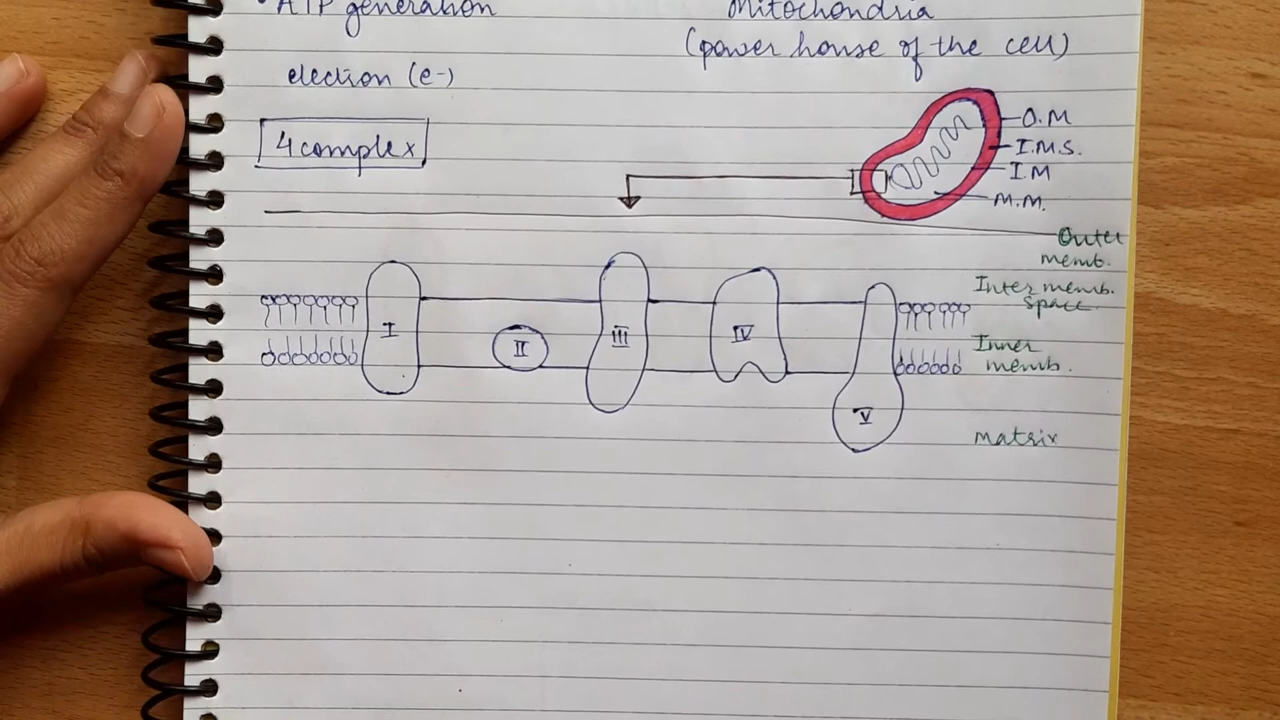 • ATP generation
Mitochondria
(power house of the cell)
election (e-)
4 complex
O.M
I.M.S.
I.M
M.M.
Outer
memb.
Inter memb.
space
Inner
memb.
I
II
III
IV
V
matrix